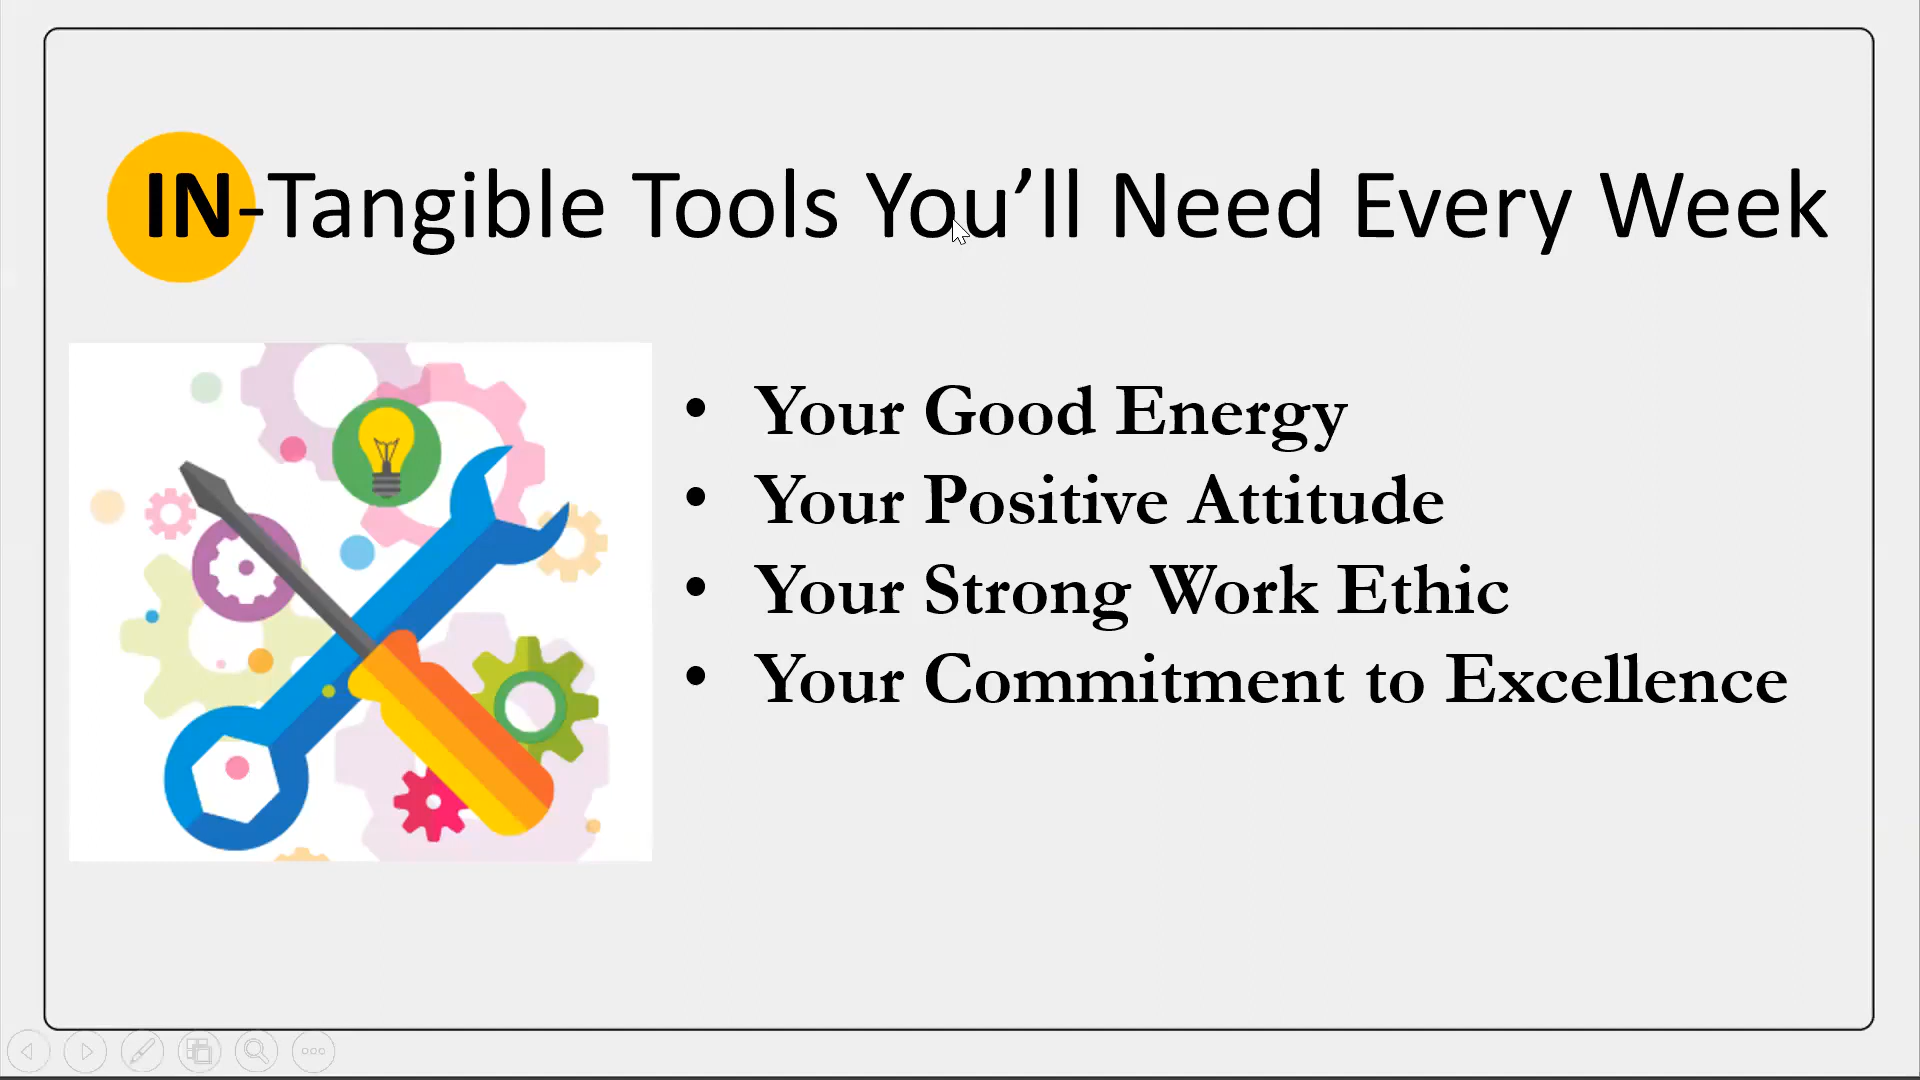 IN-Tangible Tools You’ll Need Every Week
• Your Good Energy
• Your Positive Attitude
• Your Strong Work Ethic
• Your Commitment to Excellence